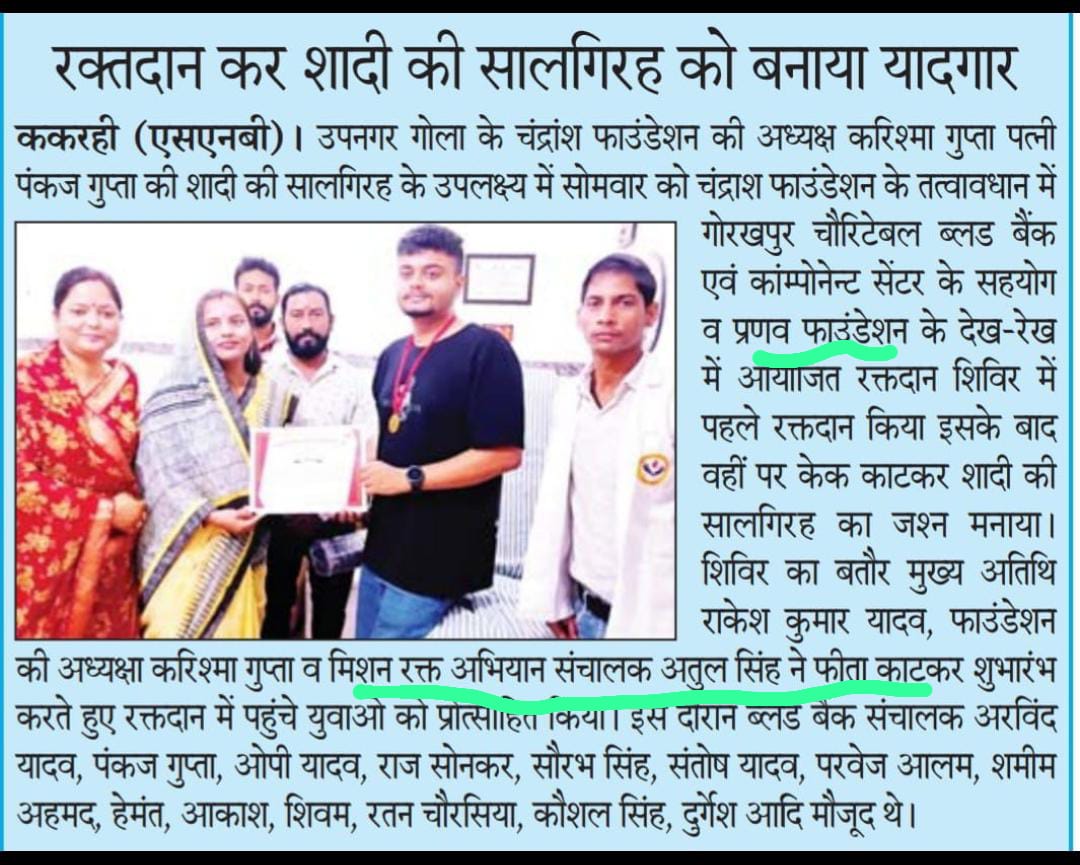 रक्तदान कर शादी की सालगिरह को बनाया यादगार
ककरही (एसएनबी)। उपनगर गोला के चंद्रांश फाउंडेशन की अध्यक्ष करिश्मा गुप्ता पत्नी
पंकज गुप्ता की शादी की सालगिरह के उपलक्ष्य में सोमवार को चंद्राश फाउंडेशन के तत्वावधान में
गोरखपुर चौरिटेबल ब्लड बैंक
एवं कांम्पोनेन्ट सेंटर के सहयोग
व प्रणव फाउंडेशन के देख-रेख
में आयोजित रक्तदान शिविर में
पहले रक्तदान किया इसके बाद
वहीं पर केक काटकर शादी की
सालगिरह का जश्न मनाया।
शिविर का बतौर मुख्य अतिथि
राकेश कुमार यादव, फाउंडेशन
की अध्यक्षा करिश्मा गुप्ता व मिशन रक्त अभियान संचालक अतुल सिंह ने फीता काटकर शुभारंभ
करते हुए रक्तदान में पहुंचे युवाओ को प्रोत्साहित किया। इस दौरान ब्लड बैंक संचालक अरविंद
यादव, पंकज गुप्ता, ओपी यादव, राज सोनकर, सौरभ सिंह, संतोष यादव, परवेज आलम, शमीम
अहमद, हेमंत, आकाश, शिवम, रतन चौरसिया, कौशल सिंह, दुर्गेश आदि मौजूद थे।